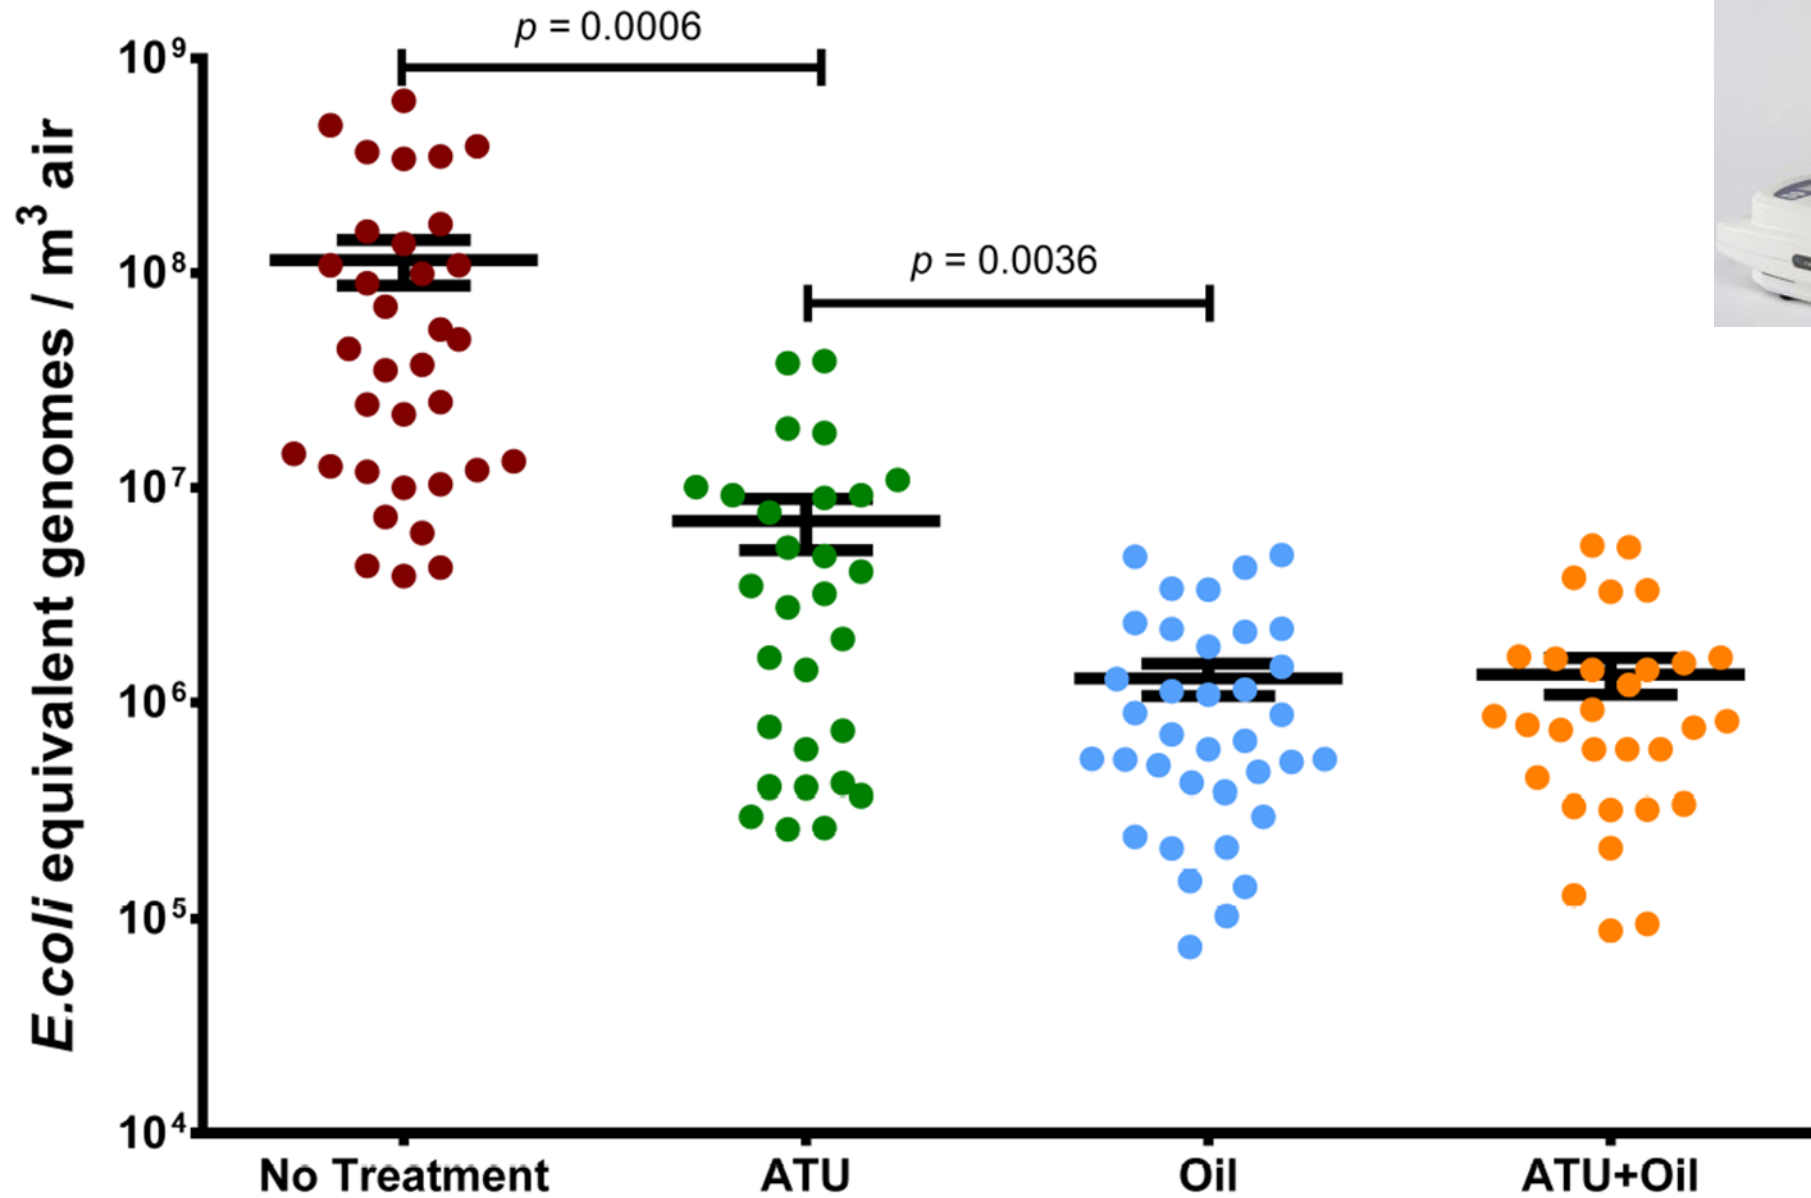 p = 0.0006
10⁹
p = 0.0036
10⁸
10⁷
10⁶
10⁵
10⁴
E.coli equivalent genomes / m³ air
No Treatment
ATU
Oil
ATU+Oil